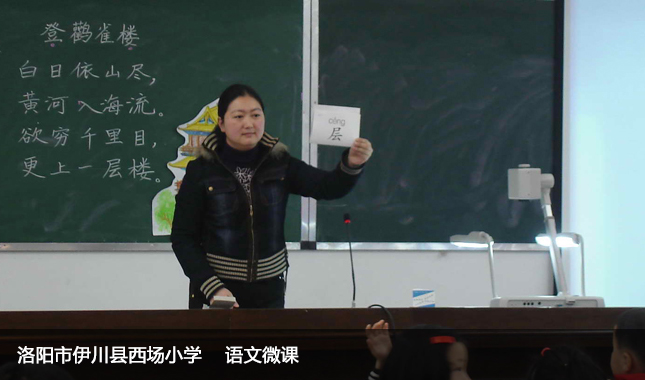 登鹳雀楼
白日依山尽,
黄河入海流。
欲穷千里目,
更上一层楼。
céng
层
洛阳市伊川县西场小学 语文微课